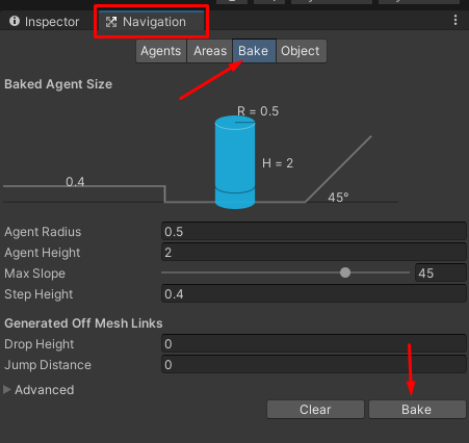 Inspector
Navigation
Agents
Areas
Bake
Object
Baked Agent Size
R = 0.5
H = 2
0.4
45°
Agent Radius 0.5
Agent Height 2
Max Slope 45
Step Height 0.4
Generated Off Mesh Links
Drop Height 0
Jump Distance 0
Advanced
Clear
Bake